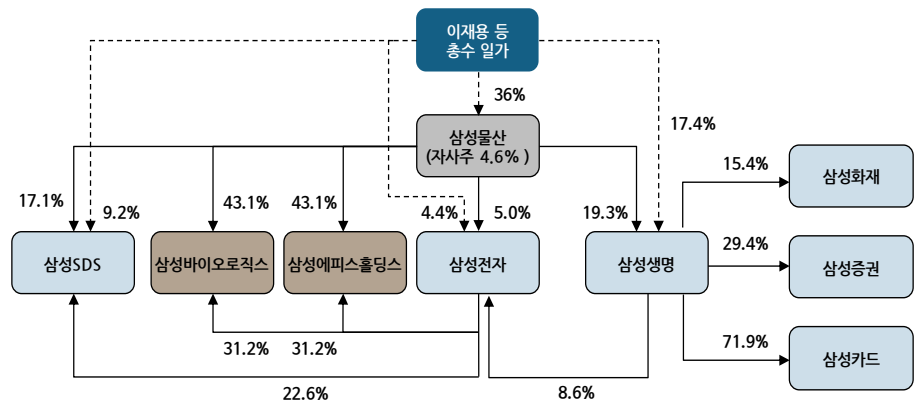 이재용 등
총수 일가
36%
17.4%
삼성물산
(자사주 4.6% )
15.4%
삼성화재
17.1%
9.2%
43.1%
43.1%
4.4%
5.0%
19.3%
삼성SDS
삼성바이오로직스
삼성에피스홀딩스
삼성전자
삼성생명
29.4%
삼성증권
31.2%
31.2%
71.9%
삼성카드
22.6%
8.6%